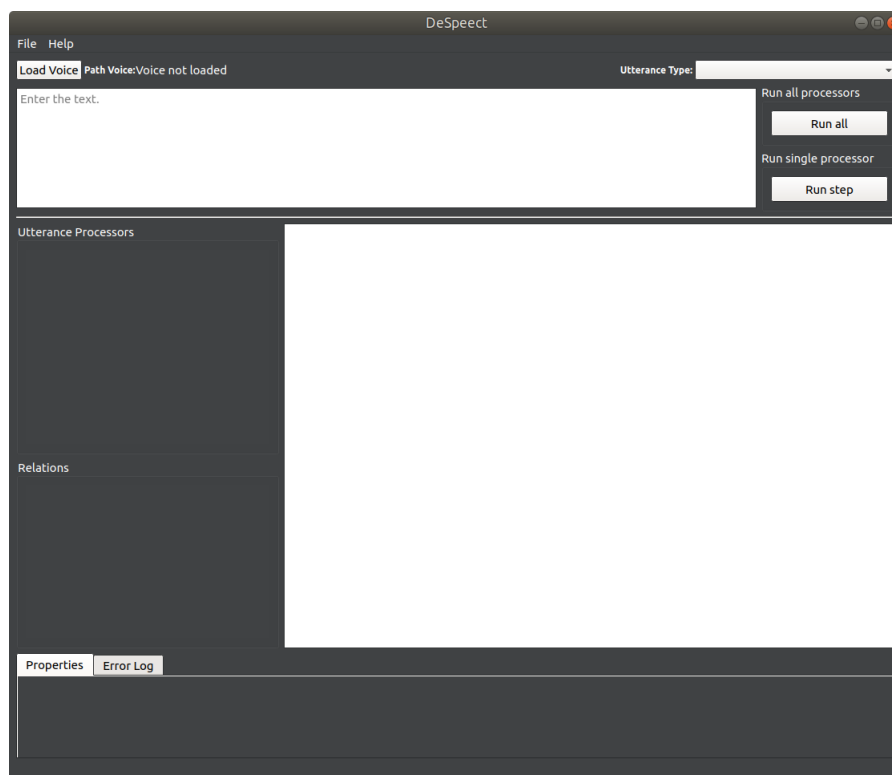 DeSpeect
File Help
Load Voice Path Voice:Voice not loaded Utterance Type:
Enter the text.
Run all processors
Run all
Run single processor
Run step
Utterance Processors
Relations
Properties Error Log